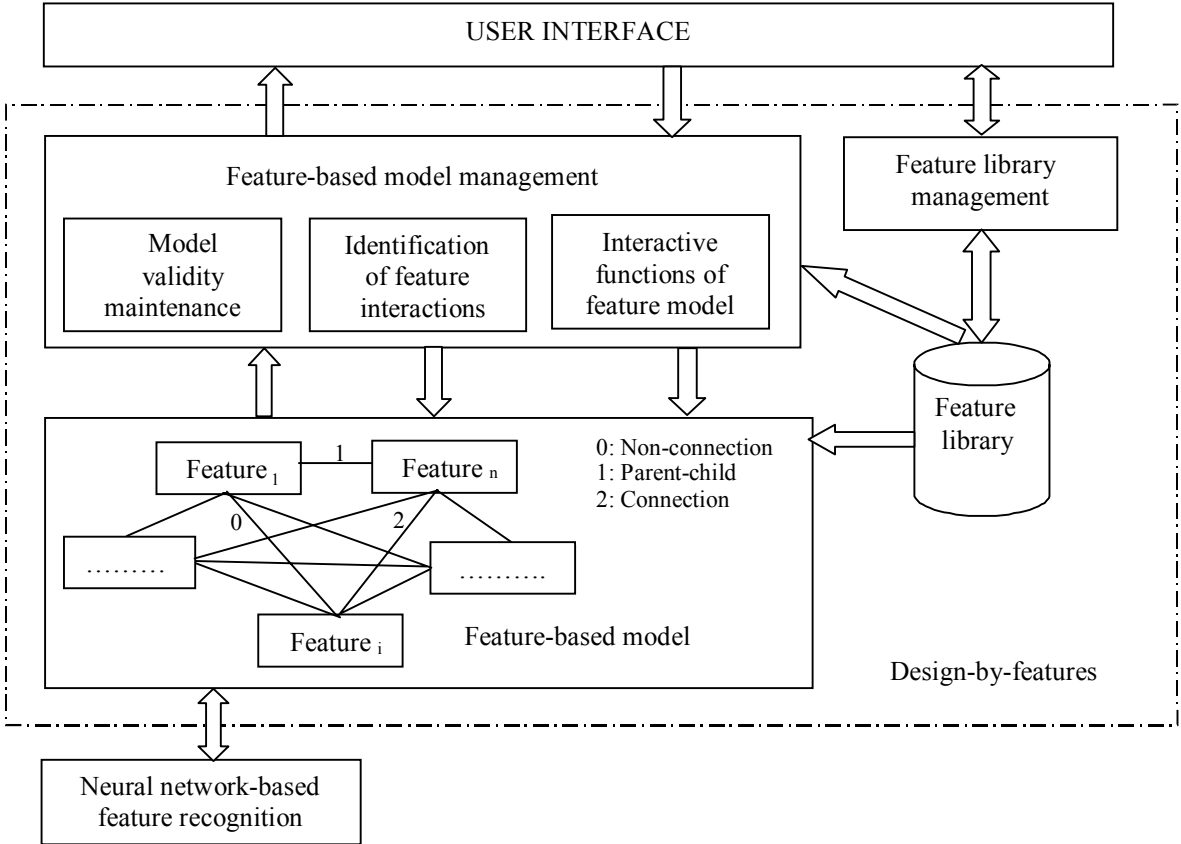 USER INTERFACE
Feature-based model management
Feature library
management
Model
validity
maintenance
Identification
of feature
interactions
Interactive
functions of
feature model
Feature
library
0: Non-connection
1: Parent-child
2: Connection
Feature 1
1
Feature n
0
2
………
……….
Feature i
Feature-based model
Design-by-features
Neural network-based
feature recognition